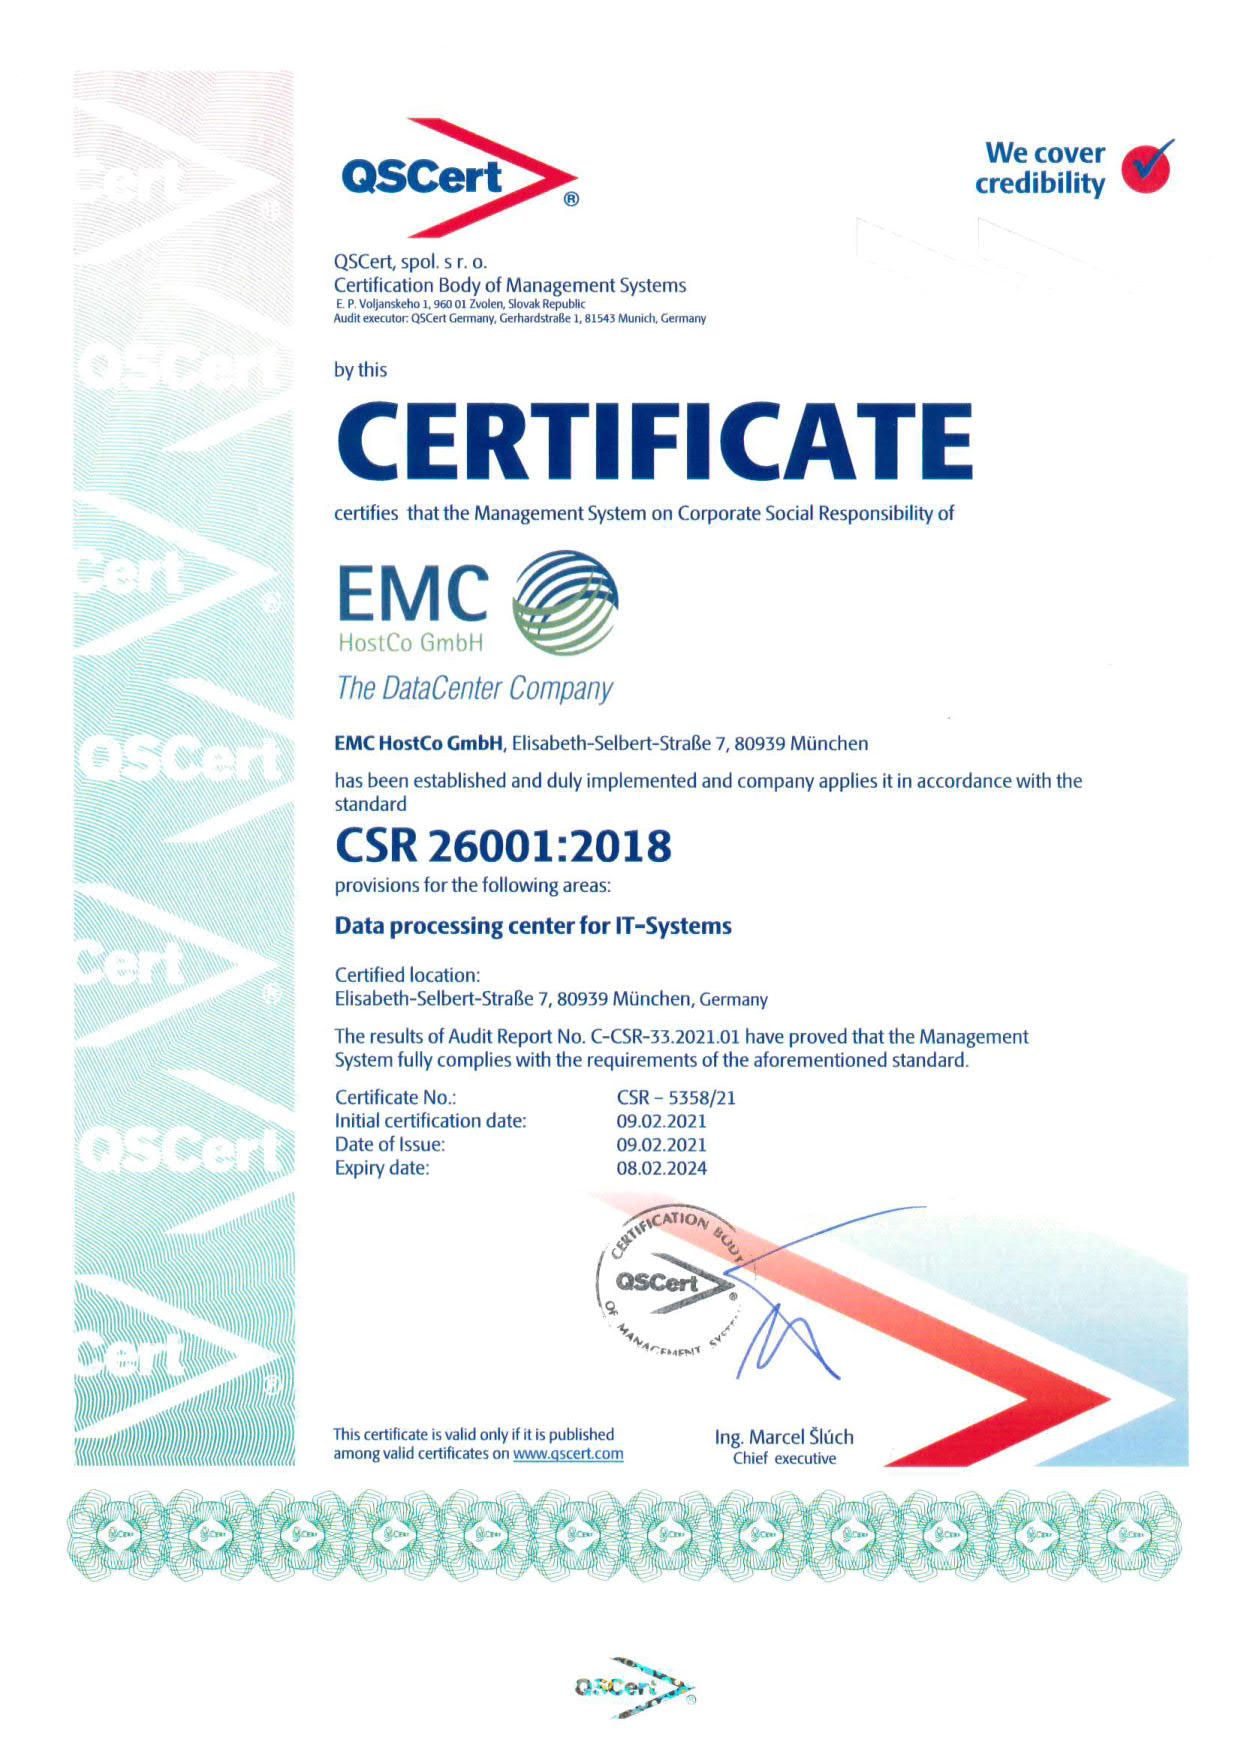 QSCert®
We cover
credibility
QSCert, spol. s r. o.
Certification Body of Management Systems
E. P. Voljanskeho 1, 960 01 Zvolen, Slovak Republic
Audit executor: QSCert Germany, Gerhardstraße 1, 81543 Munich, Germany
by this
CERTIFICATE
certifies that the Management System on Corporate Social Responsibility of
EMC
HostCo GmbH
The DataCenter Company
EMC HostCo GmbH, Elisabeth-Selbert-Straße 7, 80939 München
has been established and duly implemented and company applies it in accordance with the
standard
CSR 26001:2018
provisions for the following areas:
Data processing center for IT-Systems
Certified location:
Elisabeth-Selbert-Straße 7, 80939 München, Germany
The results of Audit Report No. C-CSR-33.2021.01 have proved that the Management
System fully complies with the requirements of the aforementioned standard.
Certificate No.: CSR – 5358/21
Initial certification date: 09.02.2021
Date of Issue: 09.02.2021
Expiry date: 08.02.2024
CERTIFICATION BODY
QSCert®
OF MANAGEMENT SYSTEMS
This certificate is valid only if it is published
among valid certificates on www.qscert.com
Ing. Marcel Šlúch
Chief executive
QSCert®